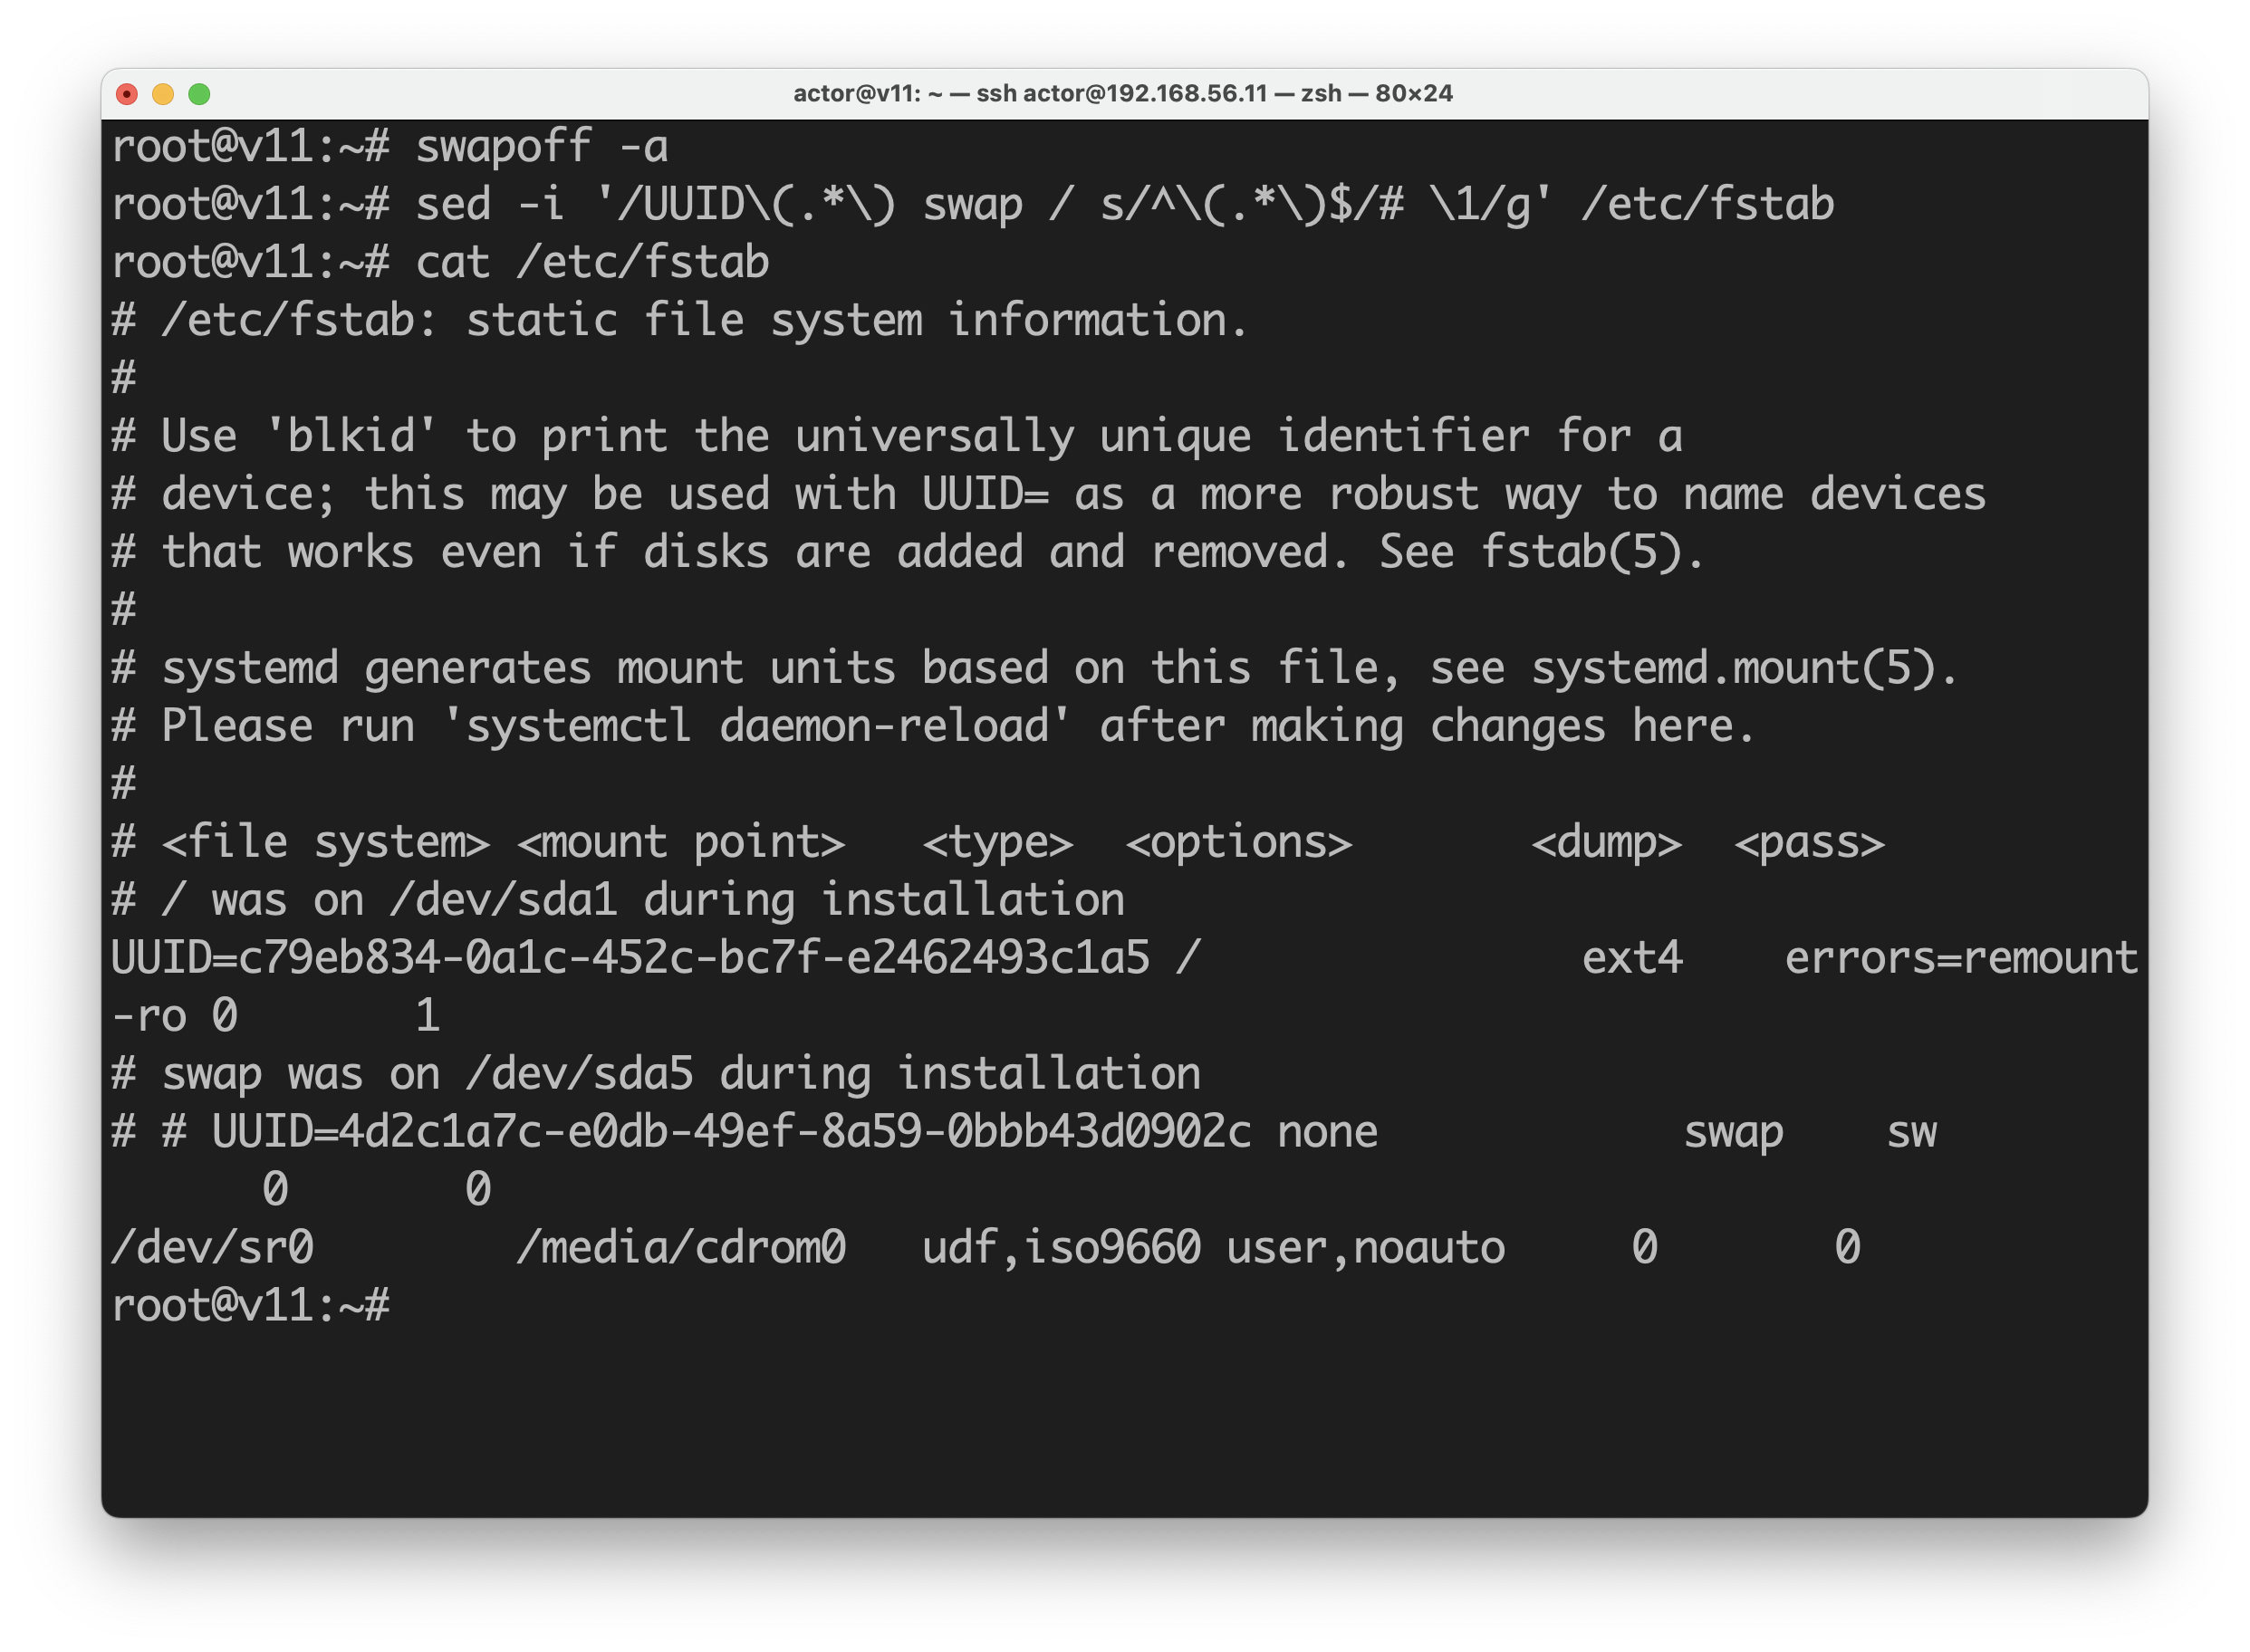 actor@v11: ~ — ssh actor@192.168.56.11 — zsh — 80×24
root@v11:~# swapoff -a
root@v11:~# sed -i '/UUID\(.*\) swap / s/^\(.*\)$/# \1/g' /etc/fstab
root@v11:~# cat /etc/fstab
# /etc/fstab: static file system information.
#
# Use 'blkid' to print the universally unique identifier for a
# device; this may be used with UUID= as a more robust way to name devices
# that works even if disks are added and removed. See fstab(5).
#
# systemd generates mount units based on this file, see systemd.mount(5).
# Please run 'systemctl daemon-reload' after making changes here.
#
# <file system> <mount point>   <type>  <options>       <dump>  <pass>
# / was on /dev/sda1 during installation
UUID=c79eb834-0a1c-452c-bc7f-e2462493c1a5 /               ext4    errors=remount
-ro 0       1
# swap was on /dev/sda5 during installation
# # UUID=4d2c1a7c-e0db-49ef-8a59-0bbb43d0902c none            swap    sw
      0       0
/dev/sr0        /media/cdrom0   udf,iso9660 user,noauto     0       0
root@v11:~#